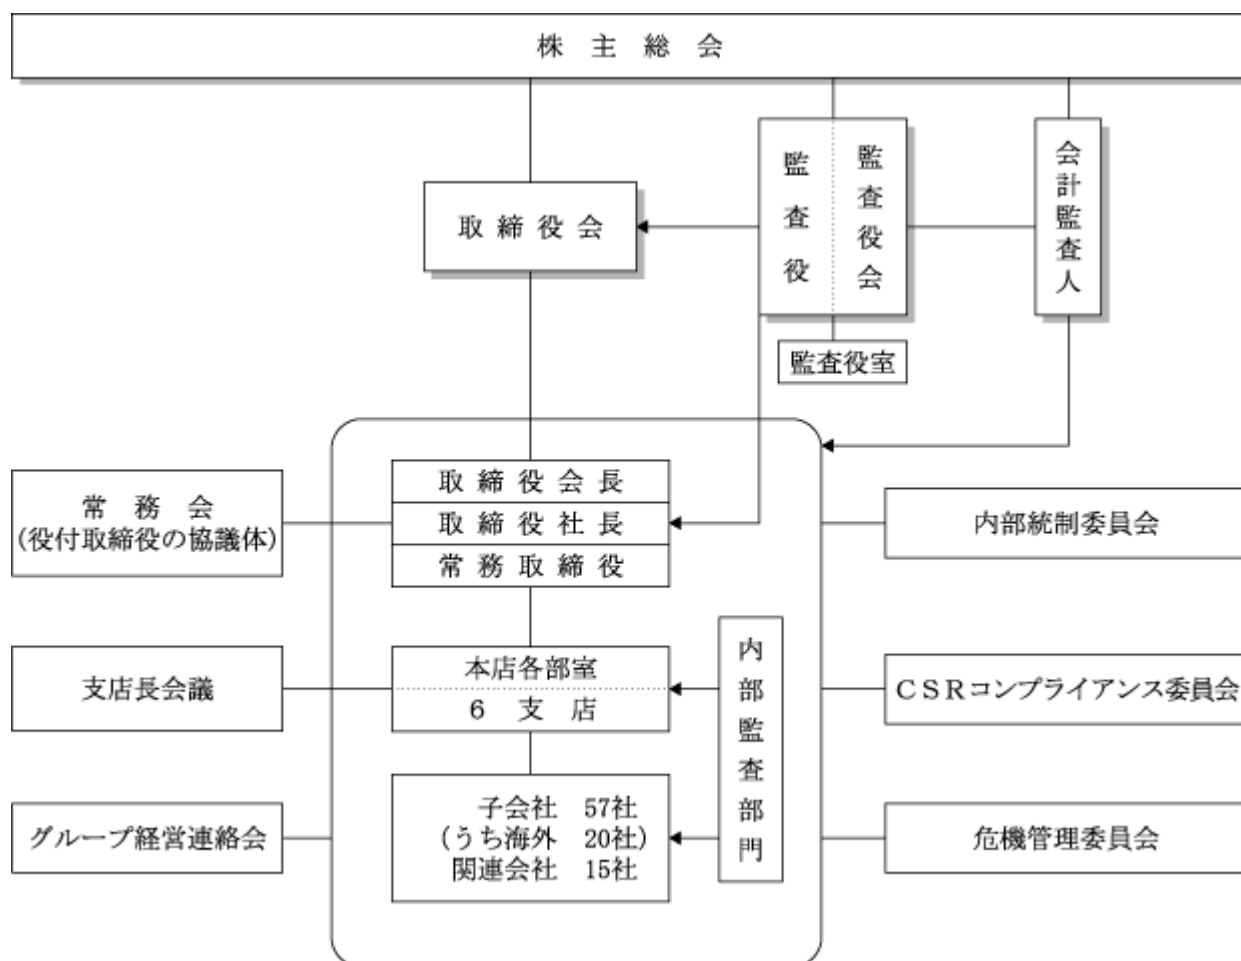 株主総会
取締役会
監査役
監査役会
会計監査人
監査役室
取締役会長
取締役社長
常務取締役
常務会
(役付取締役の協議体)
内部統制委員会
本店各部室
6 支店
支店長会議
内部監査部門
CSRコンプライアンス委員会
子会社 57社
(うち海外 20社)
関連会社 15社
グループ経営連絡会
危機管理委員会